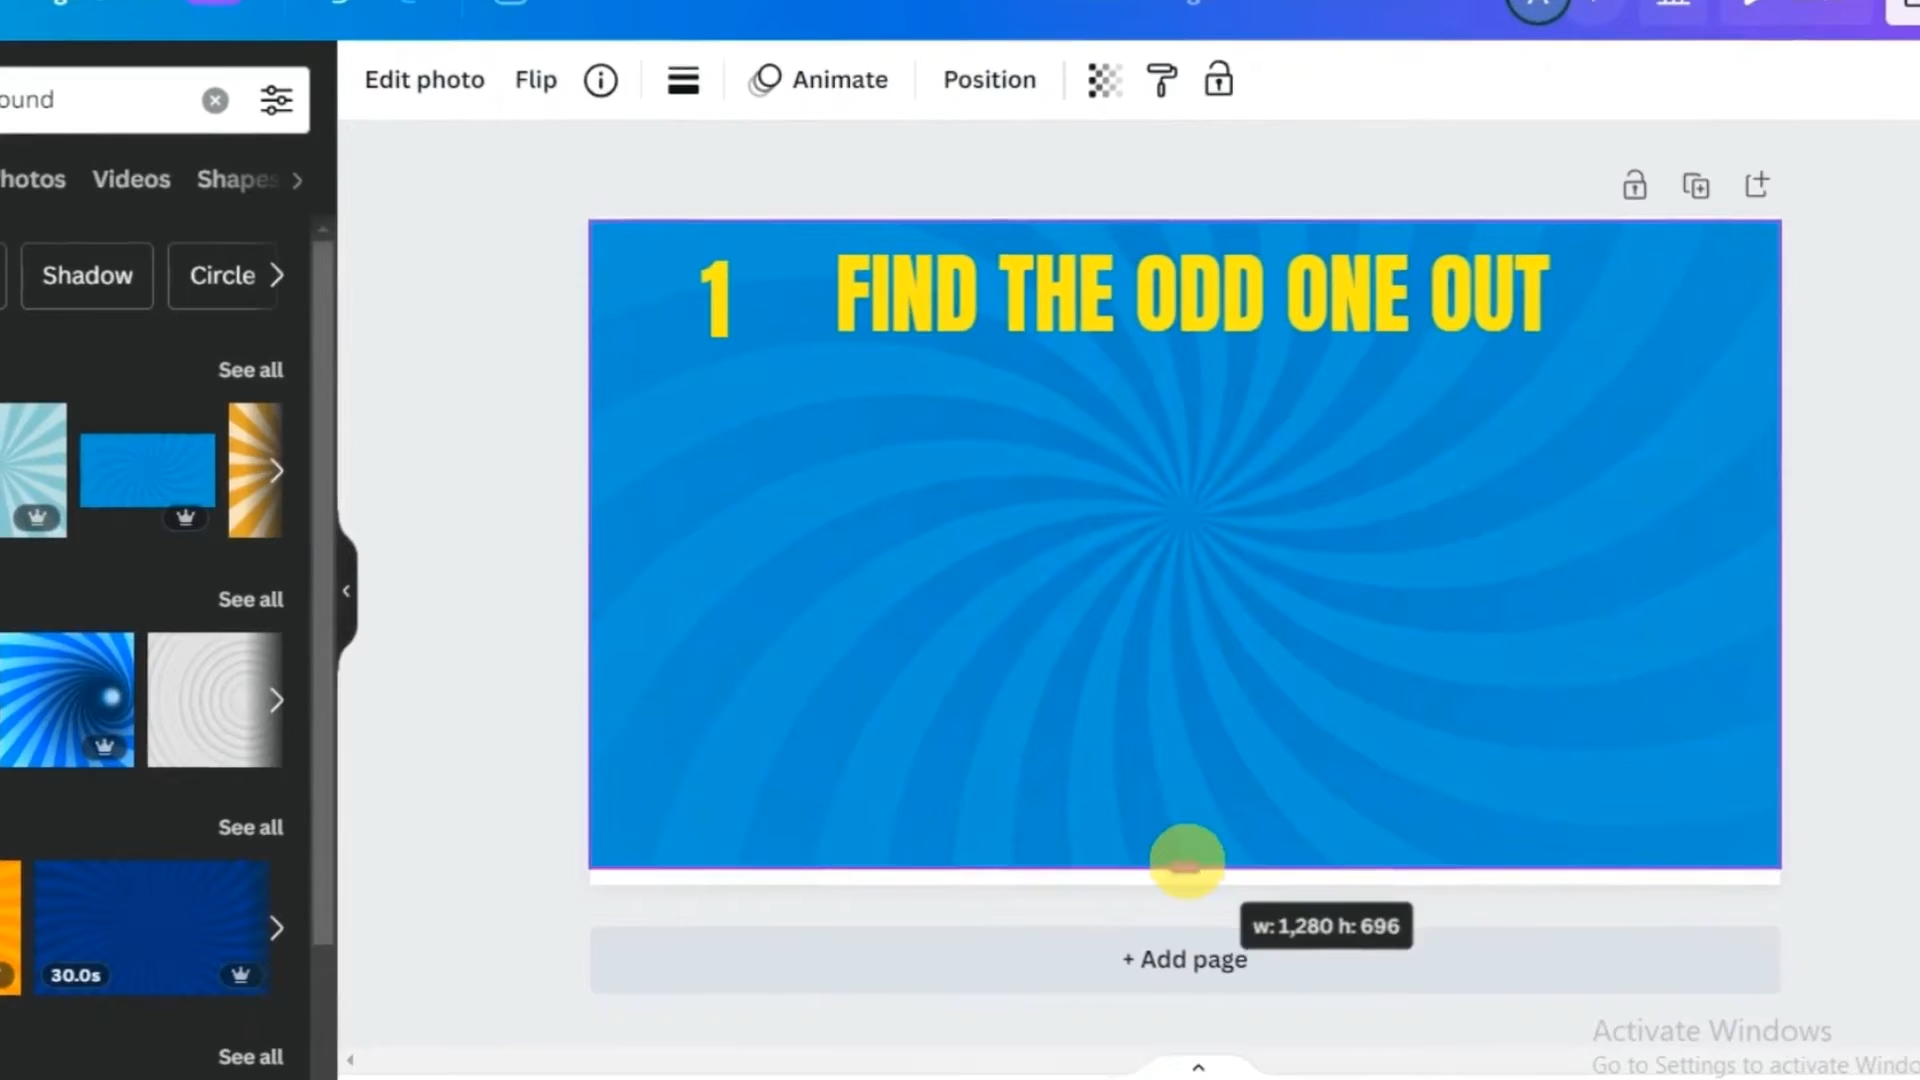 Edit photo Flip Animate Position
ound
hotos Videos Shapes
Shadow Circle
1 FIND THE ODD ONE OUT
See all
See all
See all
30.0s
w: 1,280 h: 696
+ Add page
See all
Activate Windows
Go to Settings to activate Windo